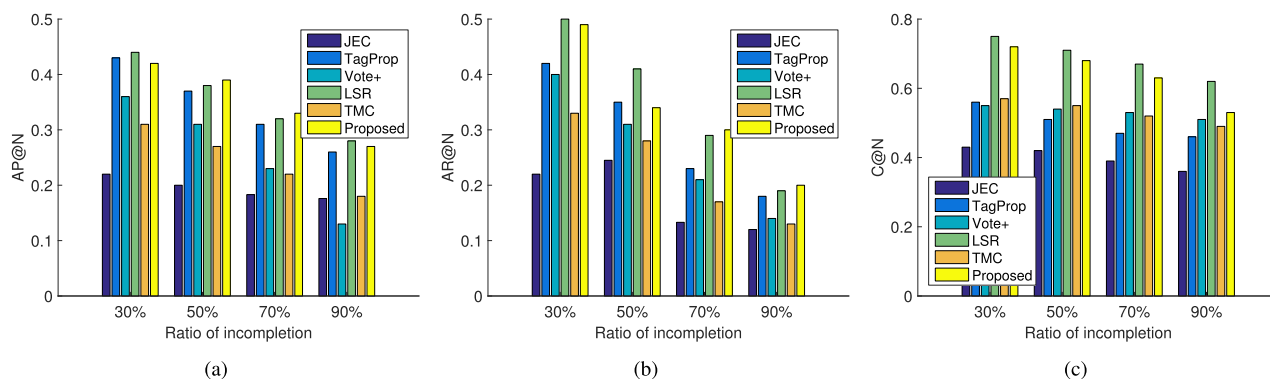 0.5
0.4
0.3
0.2
0.1
0
AP@N
JEC
TagProp
Vote+
LSR
TMC
Proposed
30% 50% 70% 90%
Ratio of incompletion
(a)
0.5
0.4
0.3
0.2
0.1
0
AR@N
JEC
TagProp
Vote+
LSR
TMC
Proposed
30% 50% 70% 90%
Ratio of incompletion
(b)
0.8
0.6
0.4
0.2
0
C@N
JEC
TagProp
Vote+
LSR
TMC
Proposed
30% 50% 70% 90%
Ratio of incompletion
(c)